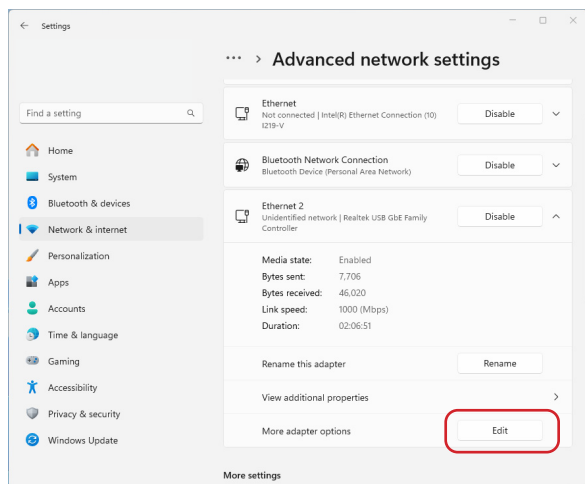 Settings
··· > Advanced network settings
Find a setting
Home
System
Bluetooth & devices
Network & internet
Personalization
Apps
Accounts
Time & language
Gaming
Accessibility
Privacy & security
Windows Update
Ethernet
Not connected | Intel(R) Ethernet Connection (10)
I219-V
Disable
Bluetooth Network Connection
Bluetooth Device (Personal Area Network)
Disable
Ethernet 2
Unidentified network | Realtek USB GbE Family
Controller
Disable
Media state: Enabled
Bytes sent: 7,706
Bytes received: 46,020
Link speed: 1000 (Mbps)
Duration: 02:06:51
Rename this adapter Rename
View additional properties
More adapter options Edit
More settings